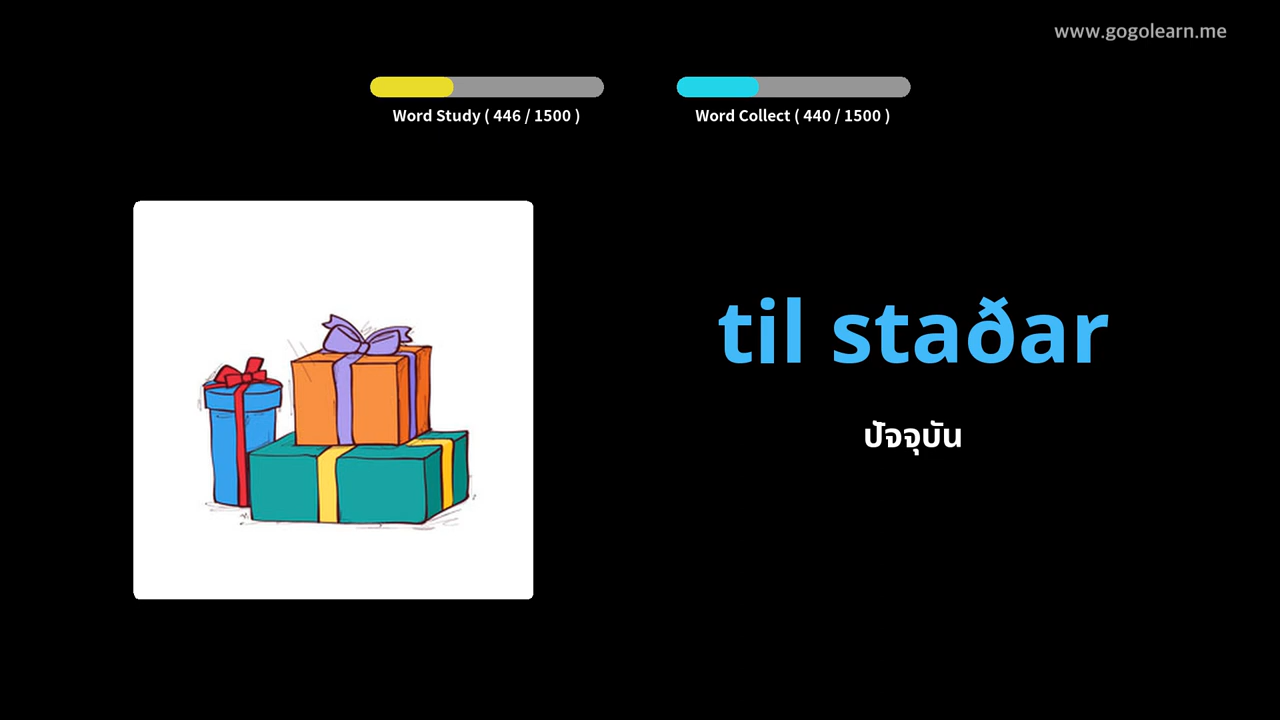 www.gogolearn.me
Word Study ( 446 / 1500 )
Word Collect ( 440 / 1500 )
til staðar
ปัจจุบัน